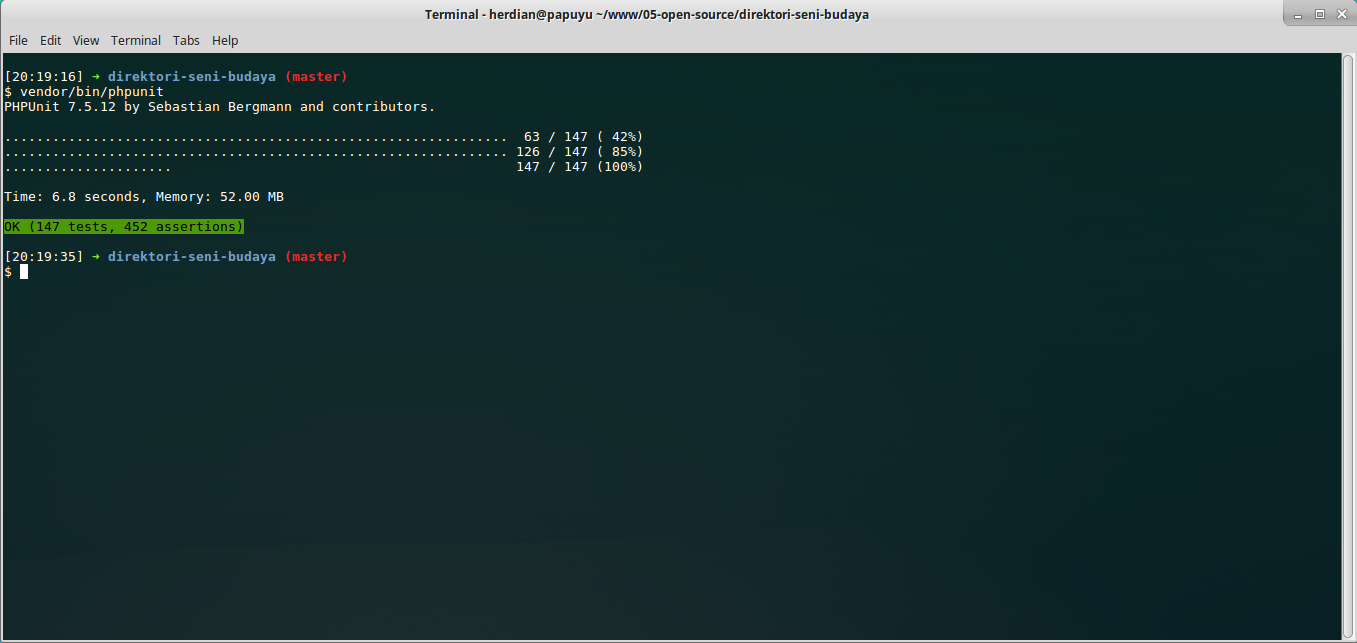 Terminal - herdian@papuyu ~/www/05-open-source/direktori-seni-budaya
File Edit View Terminal Tabs Help
[20:19:16] → direktori-seni-budaya (master)
$ vendor/bin/phpunit
PHPUnit 7.5.12 by Sebastian Bergmann and contributors.
...............................................................  63 / 147 ( 42%)
............................................................... 126 / 147 ( 85%)
.....................                                           147 / 147 (100%)
Time: 6.8 seconds, Memory: 52.00 MB
OK (147 tests, 452 assertions)
[20:19:35] → direktori-seni-budaya (master)
$